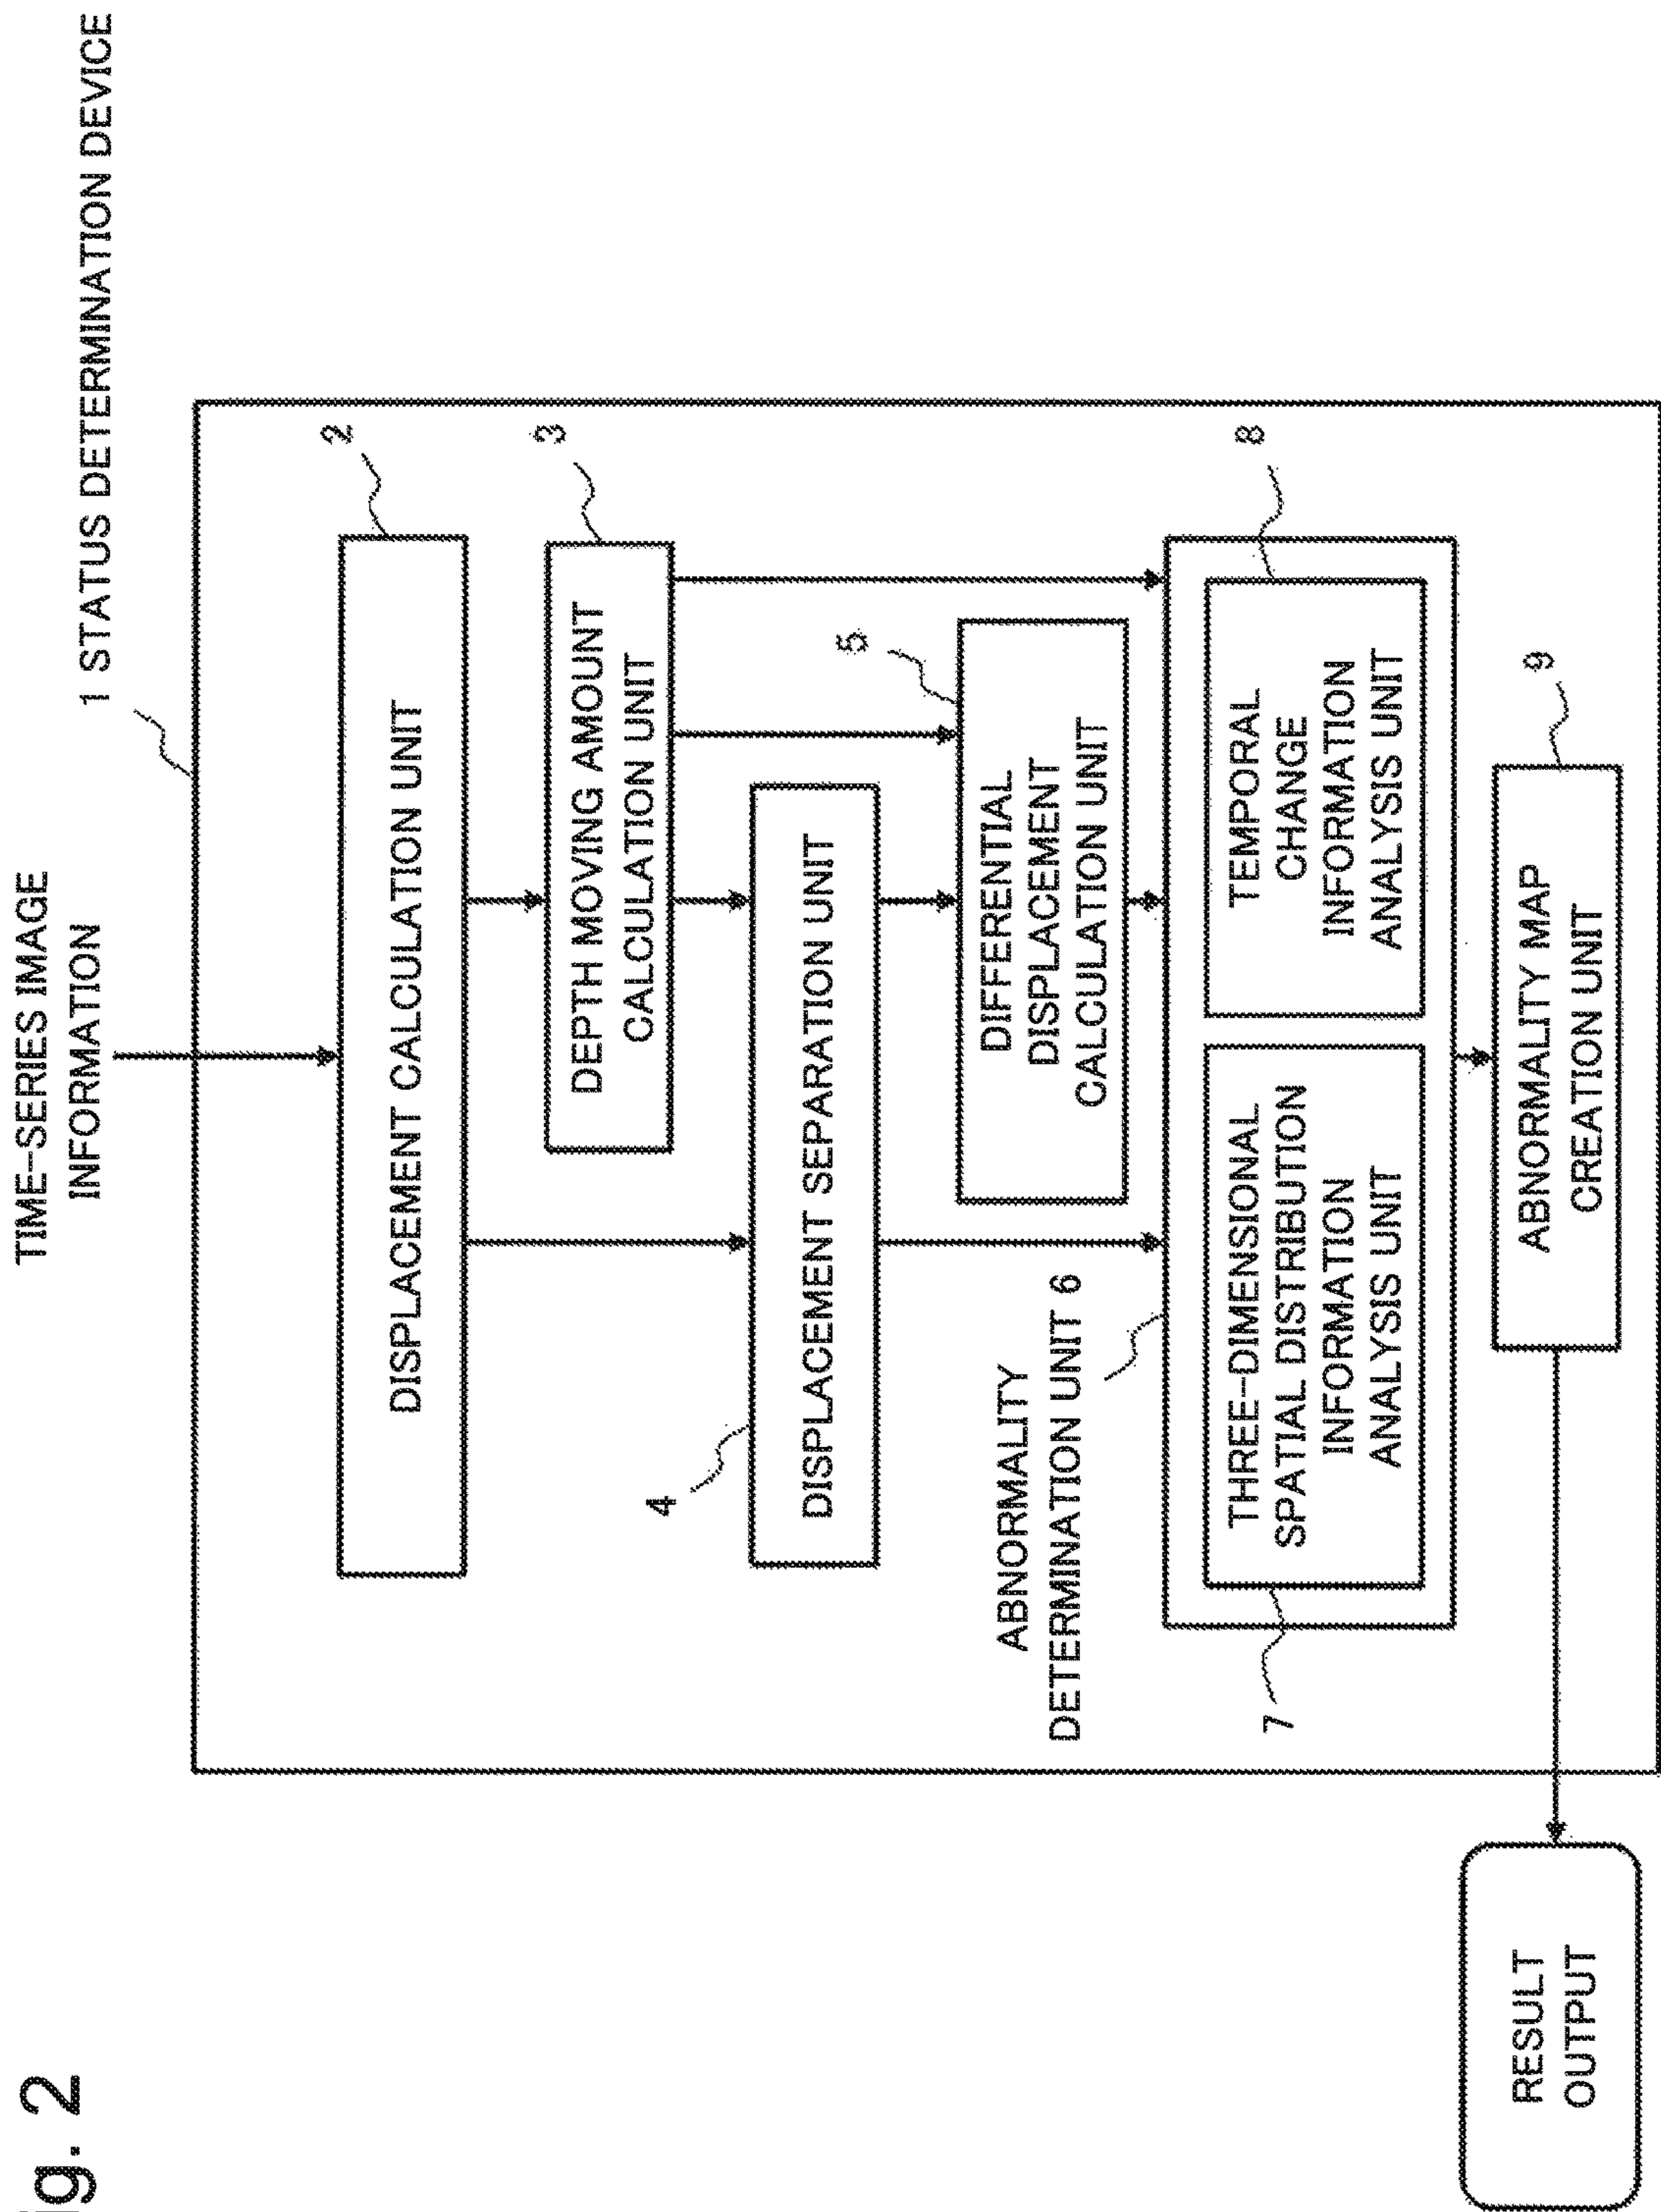 ig. 2
TIME-SERIES IMAGE
INFORMATION
1 STATUS DETERMINATION DEVICE
2
DISPLACEMENT CALCULATION UNIT
3
DEPTH MOVING AMOUNT
CALCULATION UNIT
4
DISPLACEMENT SEPARATION UNIT
5
DIFFERENTIAL
DISPLACEMENT
CALCULATION UNIT
ABNORMALITY
DETERMINATION UNIT 6
7
THREE-DIMENSIONAL
SPATIAL DISTRIBUTION
INFORMATION
ANALYSIS UNIT
8
TEMPORAL
CHANGE
INFORMATION
ANALYSIS UNIT
9
ABNORMALITY MAP
CREATION UNIT
RESULT
OUTPUT